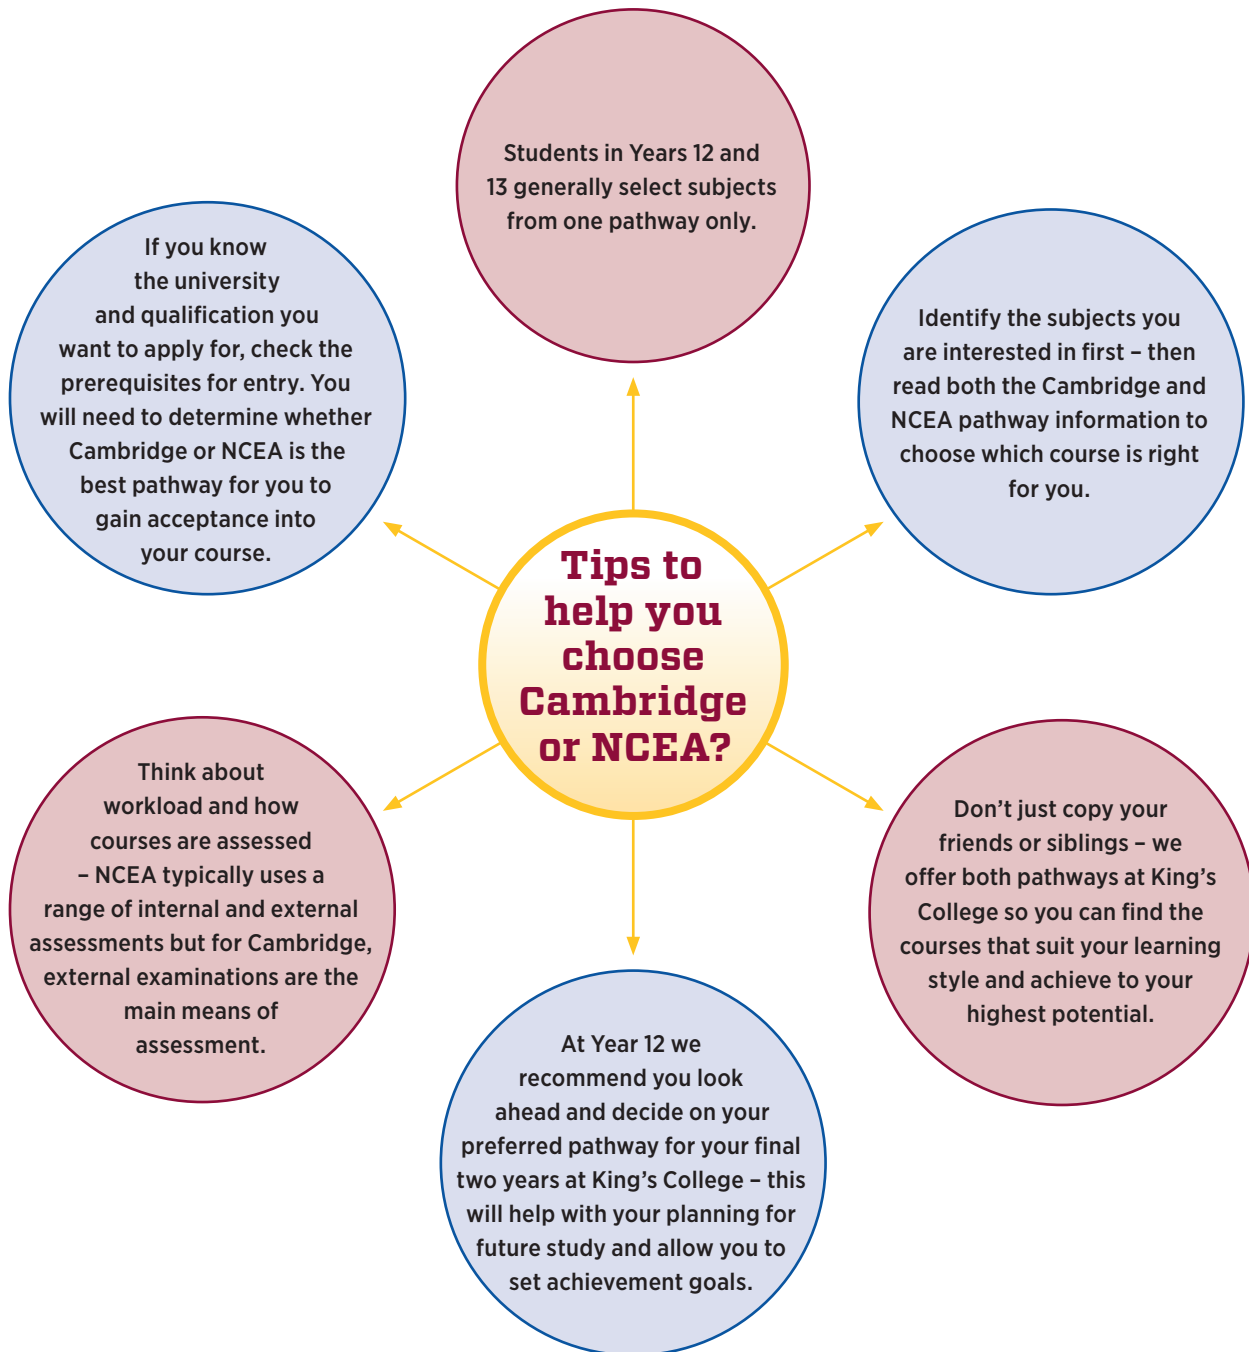 Students in Years 12 and
13 generally select subjects
from one pathway only.
If you know
the university
and qualification you
want to apply for, check the
prerequisites for entry. You
will need to determine whether
Cambridge or NCEA is the
best pathway for you to
gain acceptance into
your course.
Identify the subjects you
are interested in first – then
read both the Cambridge and
NCEA pathway information to
choose which course is right
for you.
Tips to
help you
choose
Cambridge
or NCEA?
Think about
workload and how
courses are assessed
– NCEA typically uses a
range of internal and external
assessments but for Cambridge,
external examinations are the
main means of
assessment.
Don’t just copy your
friends or siblings – we
offer both pathways at King’s
College so you can find the
courses that suit your learning
style and achieve to your
highest potential.
At Year 12 we
recommend you look
ahead and decide on your
preferred pathway for your final
two years at King’s College – this
will help with your planning for
future study and allow you to
set achievement goals.